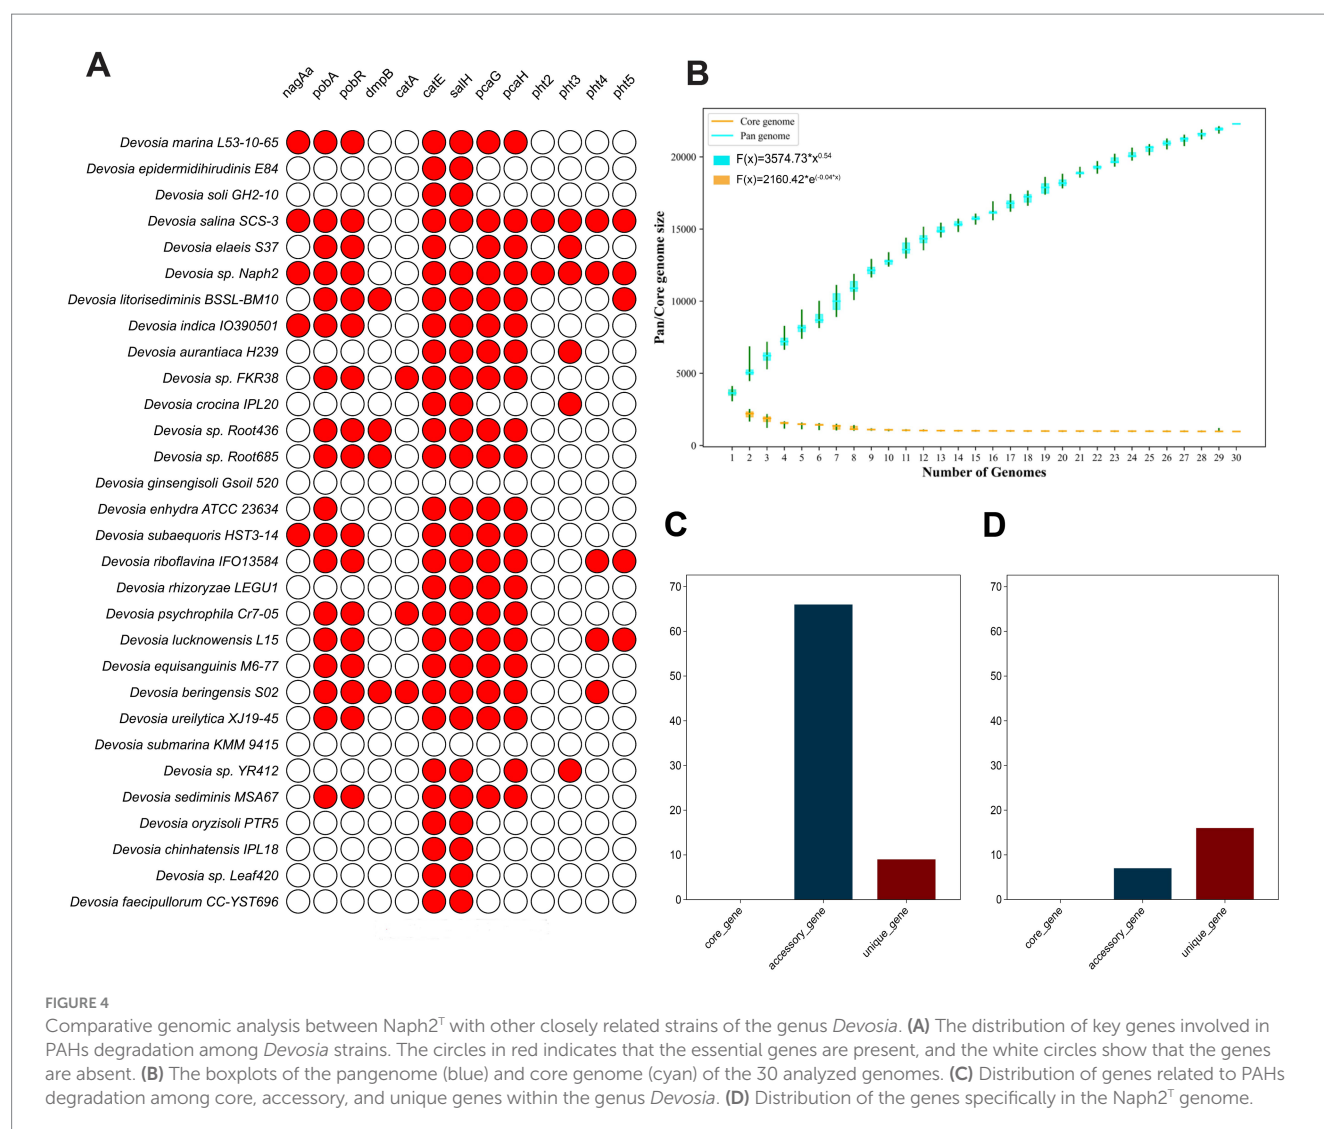 A
nagAa
pobA
pobR
dmpB
catA
catE
salH
pcaG
pcaH
pht2
pht3
pht4
pht5
Devosia marina L53-10-65
Devosia epidermidihirudinis E84
Devosia soli GH2-10
Devosia salina SCS-3
Devosia elaeis S37
Devosia sp. Naph2
Devosia litorisediminis BSSL-BM10
Devosia indica IO390501
Devosia aurantiaca H239
Devosia sp. FKR38
Devosia crocina IPL20
Devosia sp. Root436
Devosia sp. Root685
Devosia ginsengisoli Gsoil 520
Devosia enhydra ATCC 23634
Devosia subaequoris HST3-14
Devosia riboflavina IFO13584
Devosia rhizoryzae LEGU1
Devosia psychrophila Cr7-05
Devosia lucknowensis L15
Devosia equisanguinis M6-77
Devosia beringensis S02
Devosia ureilytica XJ19-45
Devosia submarina KMM 9415
Devosia sp. YR412
Devosia sediminis MSA67
Devosia oryzisoli PTR5
Devosia chinhatensis IPL18
Devosia sp. Leaf420
Devosia faecipullorum CC-YST696
B
Core genome
Pan genome
F(x)=3574.73*x^0.54
F(x)=2160.42*e^(-0.04*x)
Pan/Core genome size
20000
15000
10000
5000
0
1 2 3 4 5 6 7 8 9 10 11 12 13 14 15 16 17 18 19 20 21 22 23 24 25 26 27 28 29 30
Number of Genomes
C
70
60
50
40
30
20
10
0
core_gene
accessory_gene
unique_gene
D
70
60
50
40
30
20
10
0
core_gene
accessory_gene
unique_gene
FIGURE 4
Comparative genomic analysis between Naph2ᵀ with other closely related strains of the genus Devosia. (A) The distribution of key genes involved in
PAHs degradation among Devosia strains. The circles in red indicates that the essential genes are present, and the white circles show that the genes
are absent. (B) The boxplots of the pangenome (blue) and core genome (cyan) of the 30 analyzed genomes. (C) Distribution of genes related to PAHs
degradation among core, accessory, and unique genes within the genus Devosia. (D) Distribution of the genes specifically in the Naph2ᵀ genome.